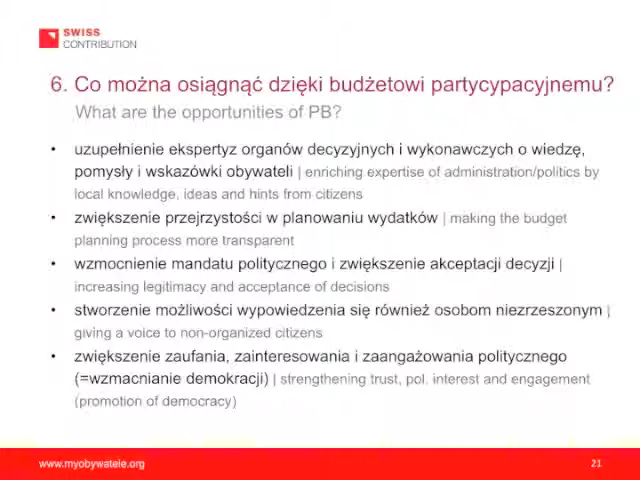 SWISS
CONTRIBUTION
6. Co można osiągnąć dzięki budżetowi partycypacyjnemu?
What are the opportunities of PB?
• uzupełnienie ekspertyz organów decyzyjnych i wykonawczych o wiedzę,
pomysły i wskazówki obywateli | enriching expertise of administration/politics by
local knowledge, ideas and hints from citizens
• zwiększenie przejrzystości w planowaniu wydatków | making the budget
planning process more transparent
• wzmocnienie mandatu politycznego i zwiększenie akceptacji decyzji |
increasing legitimacy and acceptance of decisions
• stworzenie możliwości wypowiedzenia się również osobom niezrzeszonym |
giving a voice to non-organized citizens
• zwiększenie zaufania, zainteresowania i zaangażowania politycznego
(=wzmacnianie demokracji) | strengthening trust, pol. interest and engagement
(promotion of democracy)
www.myobywatele.org
21